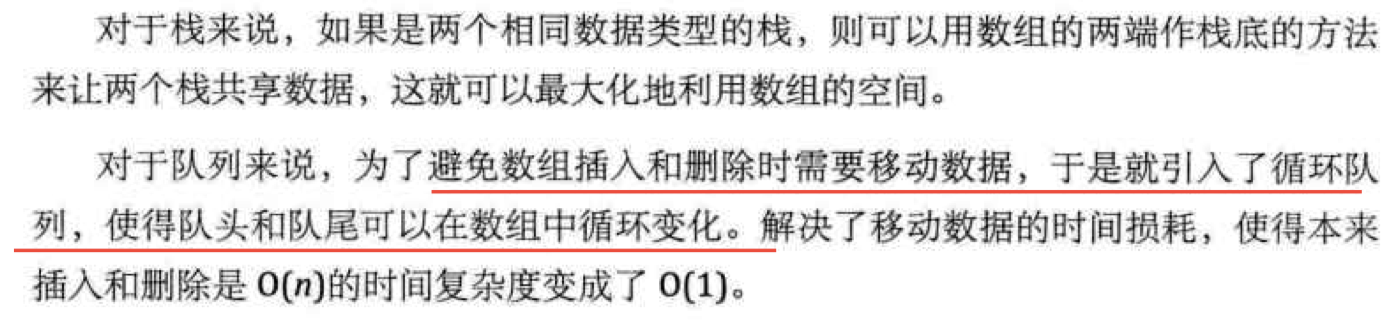 对于栈来说，如果是两个相同数据类型的栈，则可以用数组的两端作栈底的方法
来让两个栈共享数据，这就可以最大化地利用数组的空间。
对于队列来说，为了避免数组插入和删除时需要移动数据，于是就引入了循环队
列，使得队头和队尾可以在数组中循环变化。解决了移动数据的时间损耗，使得本来
插入和删除是 O(n)的时间复杂度变成了 O(1)。